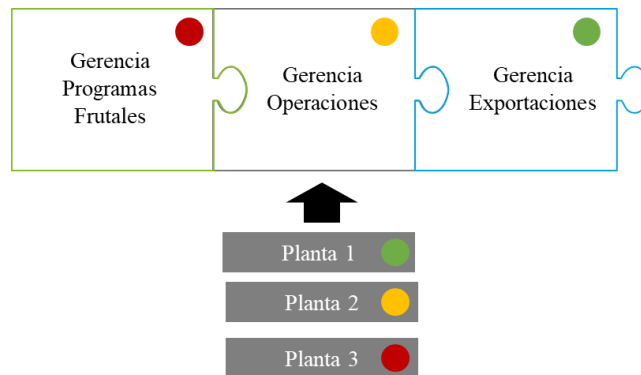 Gerencia
Programas
Frutales
Gerencia
Operaciones
Gerencia
Exportaciones
Planta 1
Planta 2
Planta 3